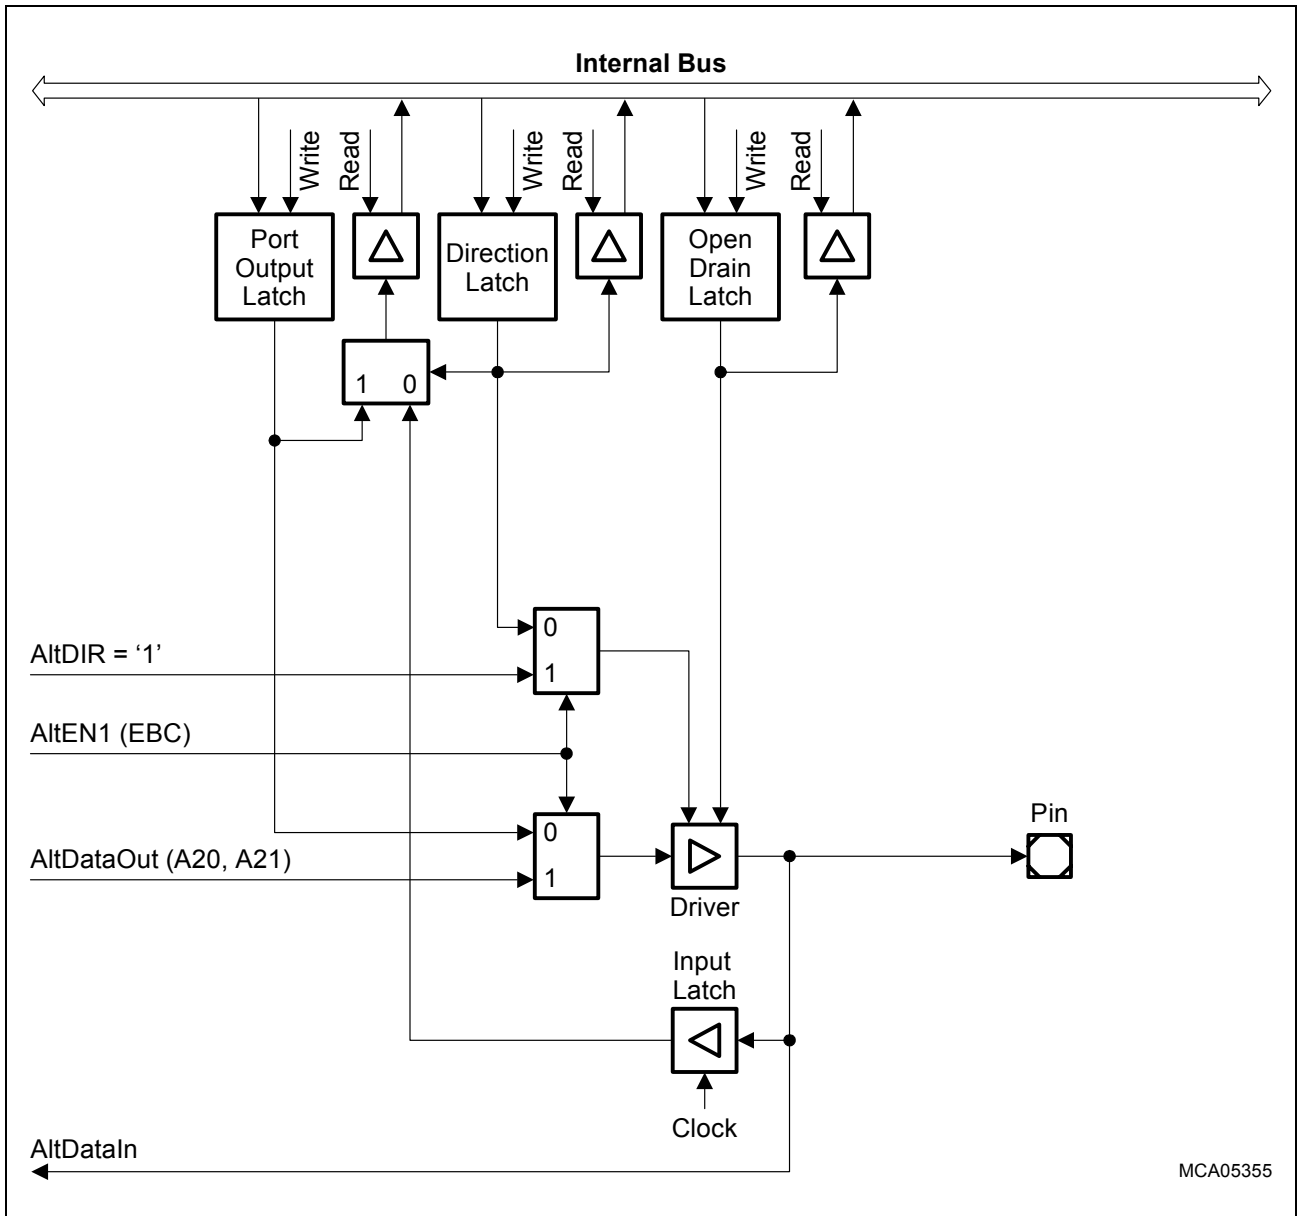 Internal Bus
Write
Read
Write
Read
Write
Read
Port
Output
Latch
Direction
Latch
Open
Drain
Latch
1 0
0
AltDIR = ‘1’
1
AltEN1 (EBC)
Pin
0
AltDataOut (A20, A21)
1
Driver
Input
Latch
Clock
AltDataIn
MCA05355